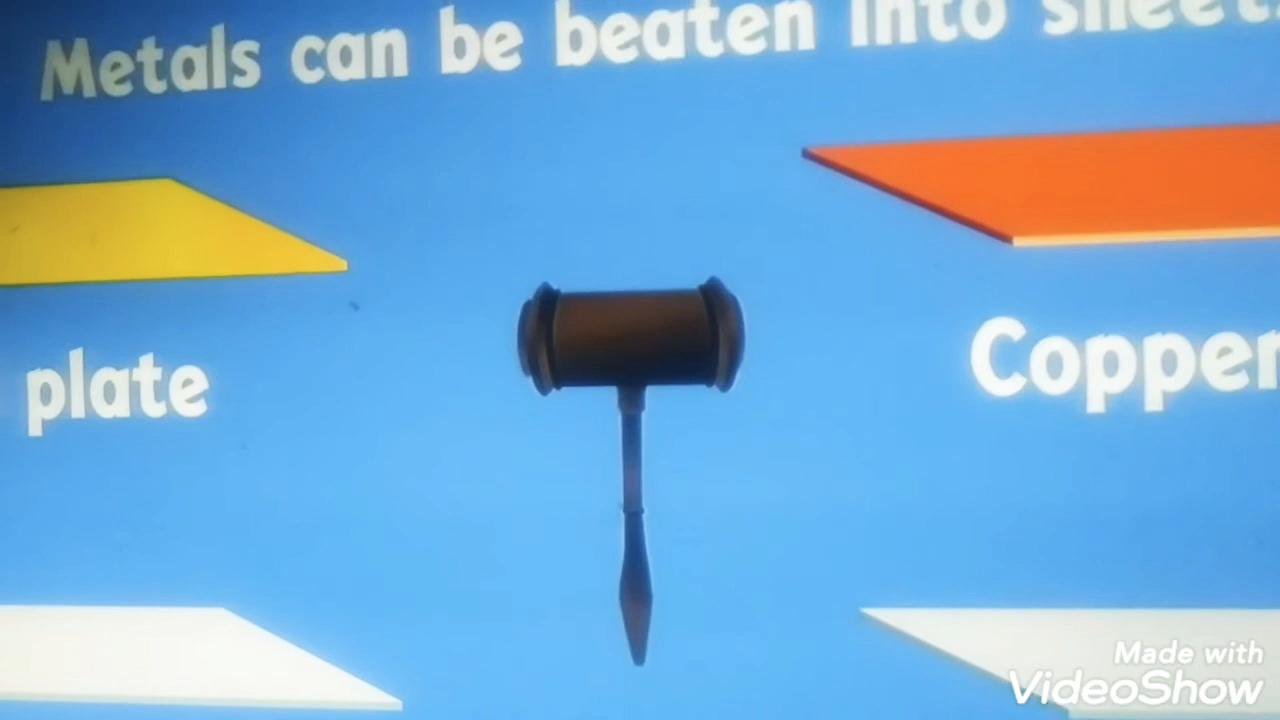 Metals can be beaten into
plate
Copper
Made with
VideoShow